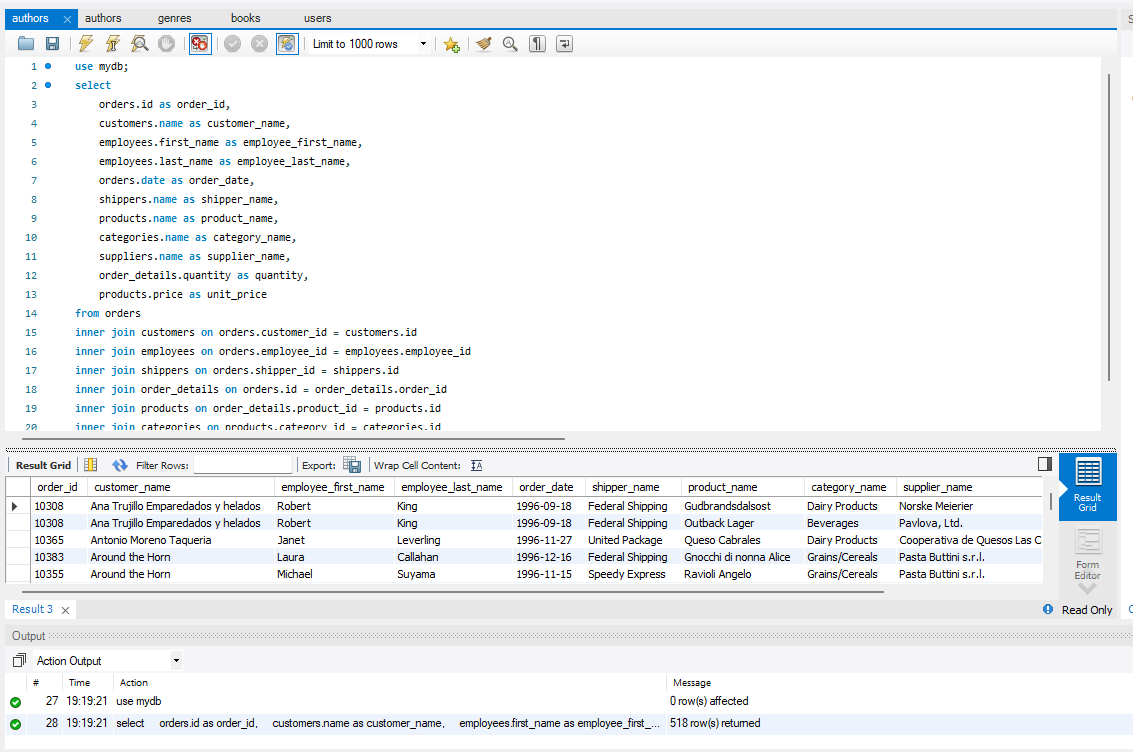 authors × authors genres books users
Limit to 1000 rows
1 use mydb;
2 select
3 orders.id as order_id,
4 customers.name as customer_name,
5 employees.first_name as employee_first_name,
6 employees.last_name as employee_last_name,
7 orders.date as order_date,
8 shippers.name as shipper_name,
9 products.name as product_name,
10 categories.name as category_name,
11 suppliers.name as supplier_name,
12 order_details.quantity as quantity,
13 products.price as unit_price
14 from orders
15 inner join customers on orders.customer_id = customers.id
16 inner join employees on orders.employee_id = employees.employee_id
17 inner join shippers on orders.shipper_id = shippers.id
18 inner join order_details on orders.id = order_details.order_id
19 inner join products on order_details.product_id = products.id
20 inner join categories on products.category_id = categories.id
Result Grid Filter Rows: Export: Wrap Cell Content: IA
order_id customer_name employee_first_name employee_last_name order_date shipper_name product_name category_name supplier_name
10308 Ana Trujillo Emparedados y helados Robert King 1996-09-18 Federal Shipping Gudbrandsdalsost Dairy Products Norske Meierier
10308 Ana Trujillo Emparedados y helados Robert King 1996-09-18 Federal Shipping Outback Lager Beverages Pavlova, Ltd.
10365 Antonio Moreno Taqueria Janet Leverling 1996-11-27 United Package Queso Cabrales Dairy Products Cooperativa de Quesos Las C
10383 Around the Horn Laura Callahan 1996-12-16 Federal Shipping Gnocchi di nonna Alice Grains/Cereals Pasta Buttini s.r.l.
10355 Around the Horn Michael Suyama 1996-11-15 Speedy Express Ravioli Angelo Grains/Cereals Pasta Buttini s.r.l.
Result
Grid
Form
Editor
Result 3 × Read Only
Output
Action Output
# Time Action Message
27 19:19:21 use mydb 0 row(s) affected
28 19:19:21 select orders.id as order_id, customers.name as customer_name, employees.first_name as employee_first_... 518 row(s) returned